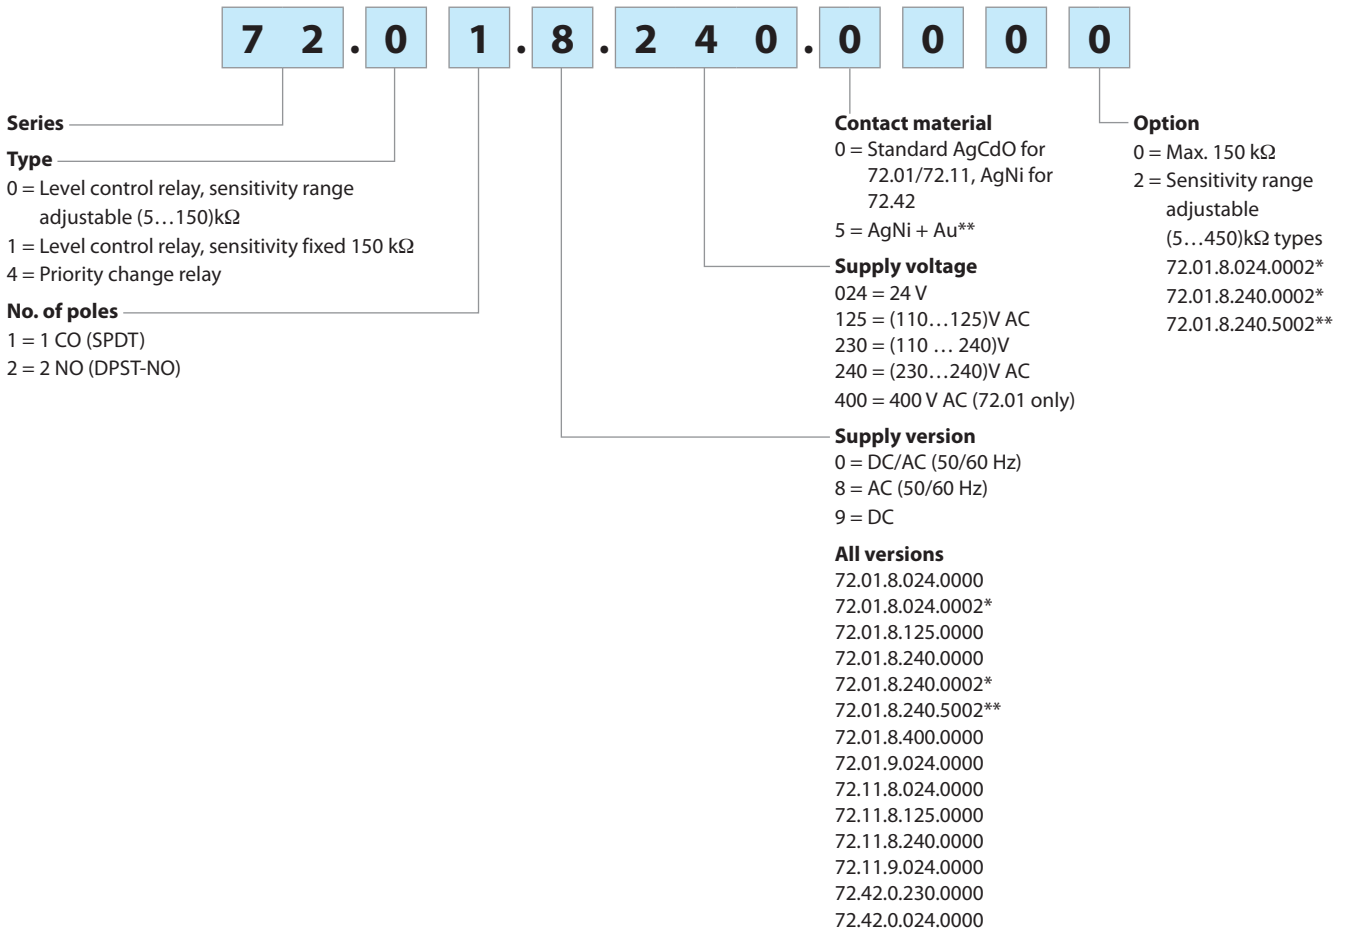 7 2 . 0 1 . 8 . 2 4 0 . 0 0 0 0
Series
Type
0 = Level control relay, sensitivity range
adjustable (5…150)kΩ
1 = Level control relay, sensitivity fixed 150 kΩ
4 = Priority change relay
No. of poles
1 = 1 CO (SPDT)
2 = 2 NO (DPST-NO)
Contact material
0 = Standard AgCdO for
72.01/72.11, AgNi for
72.42
5 = AgNi + Au**
Supply voltage
024 = 24 V
125 = (110…125)V AC
230 = (110 … 240)V
240 = (230…240)V AC
400 = 400 V AC (72.01 only)
Supply version
0 = DC/AC (50/60 Hz)
8 = AC (50/60 Hz)
9 = DC
All versions
72.01.8.024.0000
72.01.8.024.0002*
72.01.8.125.0000
72.01.8.240.0000
72.01.8.240.0002*
72.01.8.240.5002**
72.01.8.400.0000
72.01.9.024.0000
72.11.8.024.0000
72.11.8.125.0000
72.11.8.240.0000
72.11.9.024.0000
72.42.0.230.0000
72.42.0.024.0000
Option
0 = Max. 150 kΩ
2 = Sensitivity range
adjustable
(5…450)kΩ types
72.01.8.024.0002*
72.01.8.240.0002*
72.01.8.240.5002**